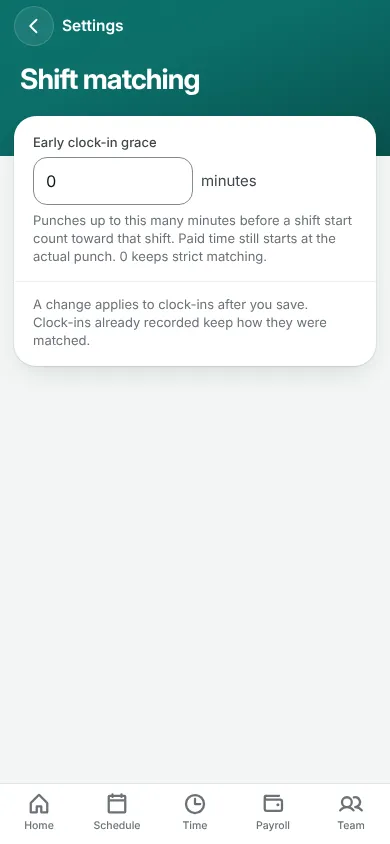 Settings
Shift matching
Early clock-in grace
0 minutes
Punches up to this many minutes before a shift start
count toward that shift. Paid time still starts at the
actual punch. 0 keeps strict matching.
A change applies to clock-ins after you save.
Clock-ins already recorded keep how they were
matched.
Home Schedule Time Payroll Team